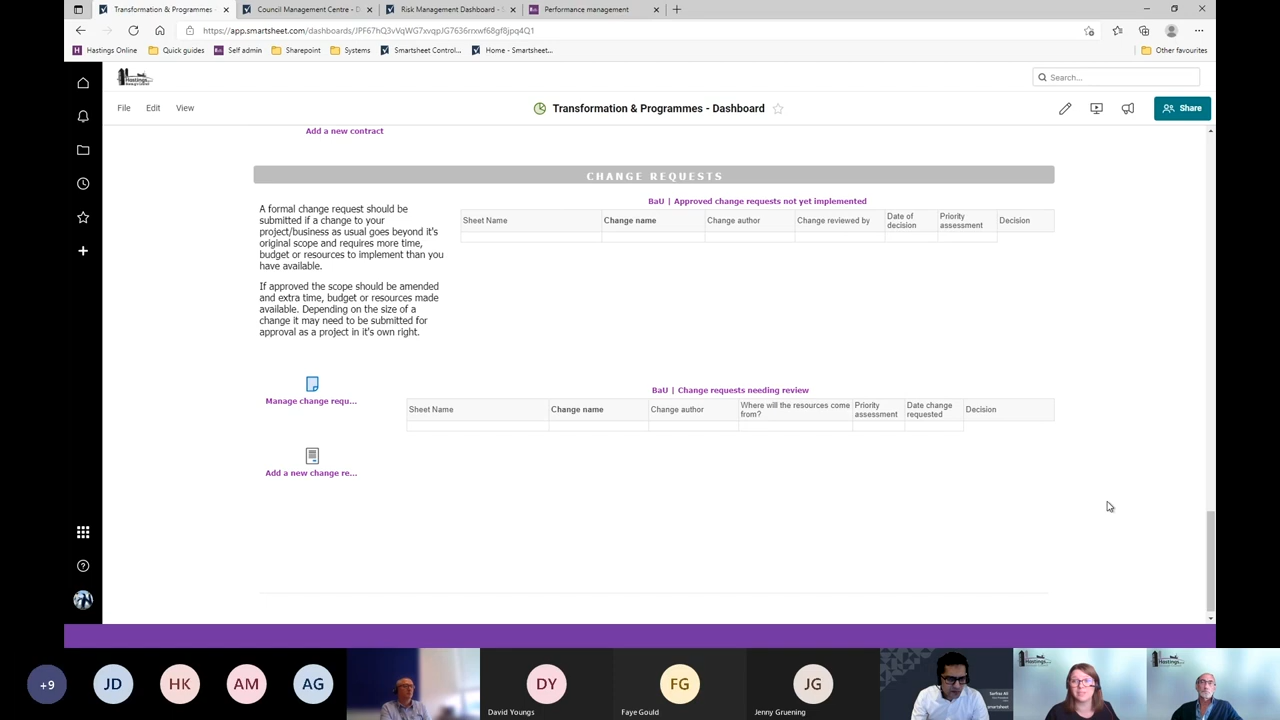 Transformation & Programmes -
Council Management Centre - D
Risk Management Dashboard - S
Performance management
https://app.smartsheet.com/dashboards/JPF67hQ3vVqWG7xvqpJG7636rrxwf68gf8jpq4Q1
Hastings Online
Quick guides
Self admin
Sharepoint
Systems
Smartsheet Control...
Home - Smartsheet...
Other favourites
Hastings
Search...
File
Edit
View
Transformation & Programmes - Dashboard
Share
Add a new contract
CHANGE REQUESTS
A formal change request should be
submitted if a change to your
project/business as usual goes beyond it's
original scope and requires more time,
budget or resources to implement than you
have available.
If approved the scope should be amended
and extra time, budget or resources made
available. Depending on the size of a
change it may need to be submitted for
approval as a project in it's own right.
BaU | Approved change requests not yet implemented
Sheet Name
Change name
Change author
Change reviewed by
Date of
decision
Priority
assessment
Decision
Manage change requ...
Add a new change re...
BaU | Change requests needing review
Sheet Name
Change name
Change author
Where will the resources come
from?
Priority
assessment
Date change
requested
Decision
+9
JD
HK
AM
AG
DY
David Youngs
FG
Faye Gould
JG
Jenny Gruening
Sarfraz Ali
smartsheet
Hastings
Hastings